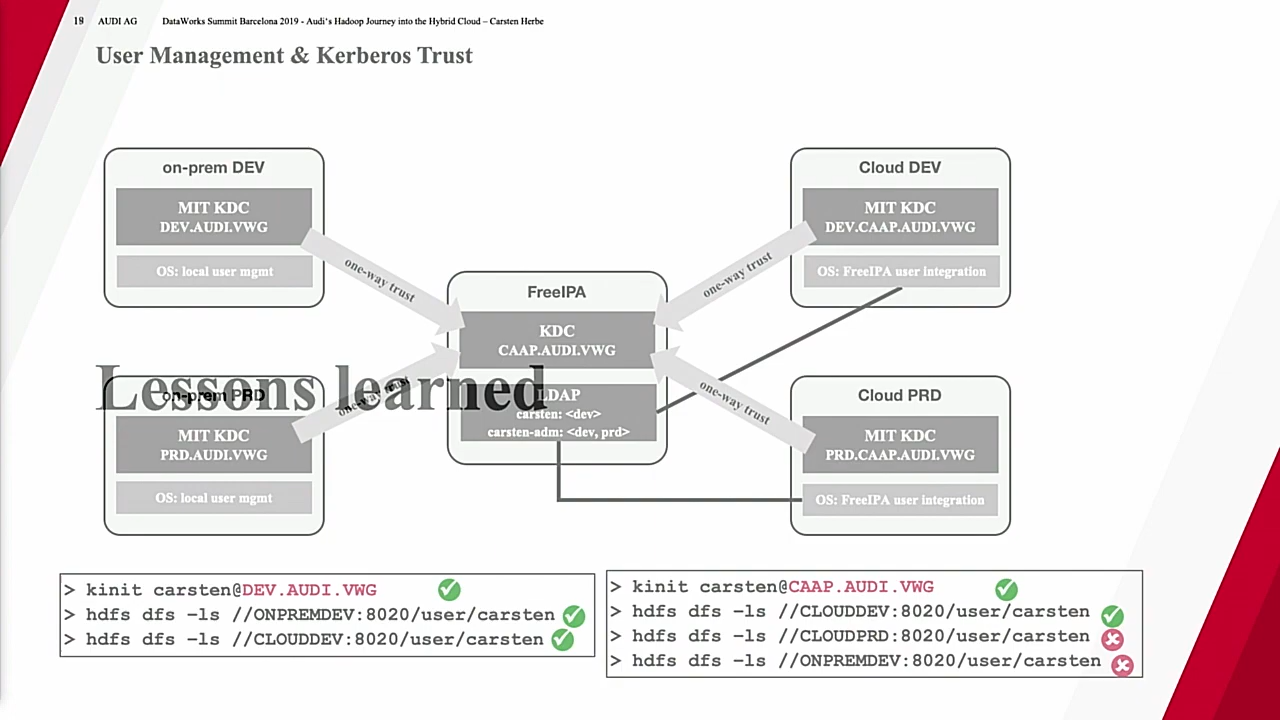 19 AUDI AG DataWorks Summit Barcelona 2019 - Audi's Hadoop Journey into the Hybrid Cloud – Carsten Herbe
User Management & Kerberos Trust
on-prem DEV
MIT KDC
DEV.AUDI.VWG
OS: local user mgmt
one-way trust
Cloud DEV
MIT KDC
DEV.CAAP.AUDI.VWG
OS: FreeIPA user integration
one-way trust
FreeIPA
KDC
CAAP.AUDI.VWG
LDAP
carsten: <dev>
carsten-adm: <dev, prd>
Lessons learned
on-prem PRD
MIT KDC
PRD.AUDI.VWG
OS: local user mgmt
one-way trust
Cloud PRD
MIT KDC
PRD.CAAP.AUDI.VWG
OS: FreeIPA user integration
one-way trust
> kinit carsten@DEV.AUDI.VWG
> hdfs dfs -ls //ONPREMDEV:8020/user/carsten
> hdfs dfs -ls //CLOUDDEV:8020/user/carsten
> kinit carsten@CAAP.AUDI.VWG
> hdfs dfs -ls //CLOUDDEV:8020/user/carsten
> hdfs dfs -ls //CLOUDPRD:8020/user/carsten
> hdfs dfs -ls //ONPREMDEV:8020/user/carsten